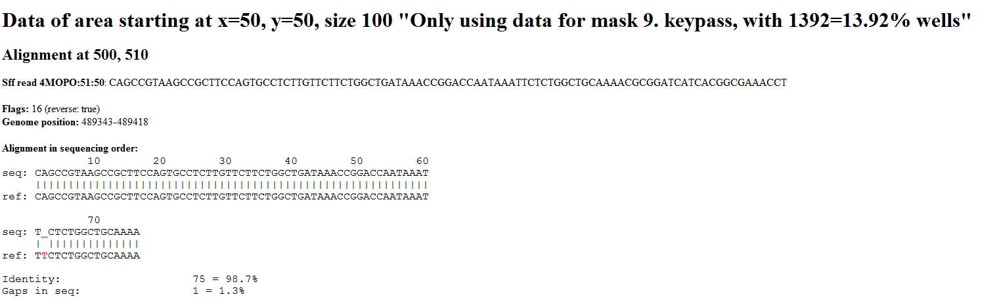 Data of area starting at x=50, y=50, size 100 "Only using data for mask 9. keypass, with 1392=13.92% wells"
Alignment at 500, 510
Sff read 4MOPO:51:50: CAGCCGTAAGCCGCTTCCAGTGCCTCTTGTTCTTCTGGCTGATAAACCGGACCAATAAATTCTCTGGCTGCAAAACGCGGATCATCACGGCGAAACCT
Flags: 16 (reverse: true)
Genome position: 489343-489418
Alignment in sequencing order:
10 20 30 40 50 60
seq: CAGCCGTAAGCCGCTTCCAGTGCCTCTTGTTCTTCTGGCTGATAAACCGGACCAATAAAT
||||||||||||||||||||||||||||||||||||||||||||||||||||||||||||
ref: CAGCCGTAAGCCGCTTCCAGTGCCTCTTGTTCTTCTGGCTGATAAACCGGACCAATAAAT
70
seq: T_CTCTGGCTGCAAAA
| ||||||||||||||
ref: TTCTCTGGCTGCAAAA
Identity: 75 = 98.7%
Gaps in seq: 1 = 1.3%